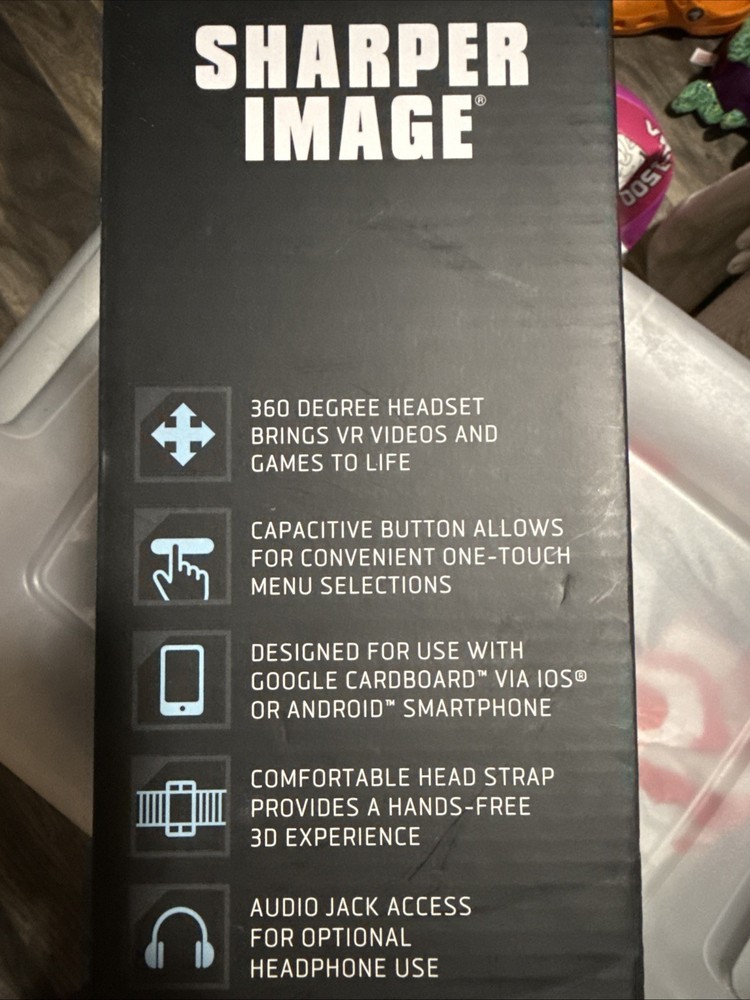 SHARPER
IMAGE®
360 DEGREE HEADSET
BRINGS VR VIDEOS AND
GAMES TO LIFE
CAPACITIVE BUTTON ALLOWS
FOR CONVENIENT ONE-TOUCH
MENU SELECTIONS
DESIGNED FOR USE WITH
GOOGLE CARDBOARD™ VIA IOS®
OR ANDROID™ SMARTPHONE
COMFORTABLE HEAD STRAP
PROVIDES A HANDS-FREE
3D EXPERIENCE
AUDIO JACK ACCESS
FOR OPTIONAL
HEADPHONE USE